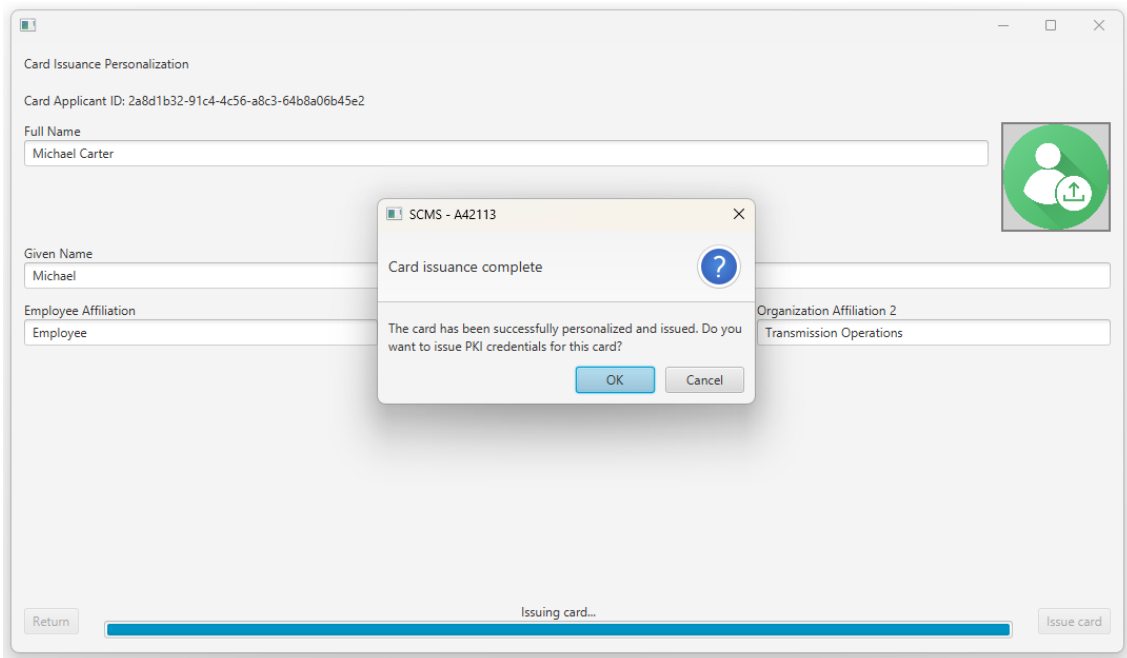 Card Issuance Personalization
Card Applicant ID: 2a8d1b32-91c4-4c56-a8c3-64b8a06b45e2
Full Name
Michael Carter
SCMS - A42113
Card issuance complete
The card has been successfully personalized and issued. Do you
want to issue PKI credentials for this card?
OK Cancel
Given Name
Michael
Employee Affiliation
Employee
Organization Affiliation 2
Transmission Operations
Return
Issuing card...
Issue card